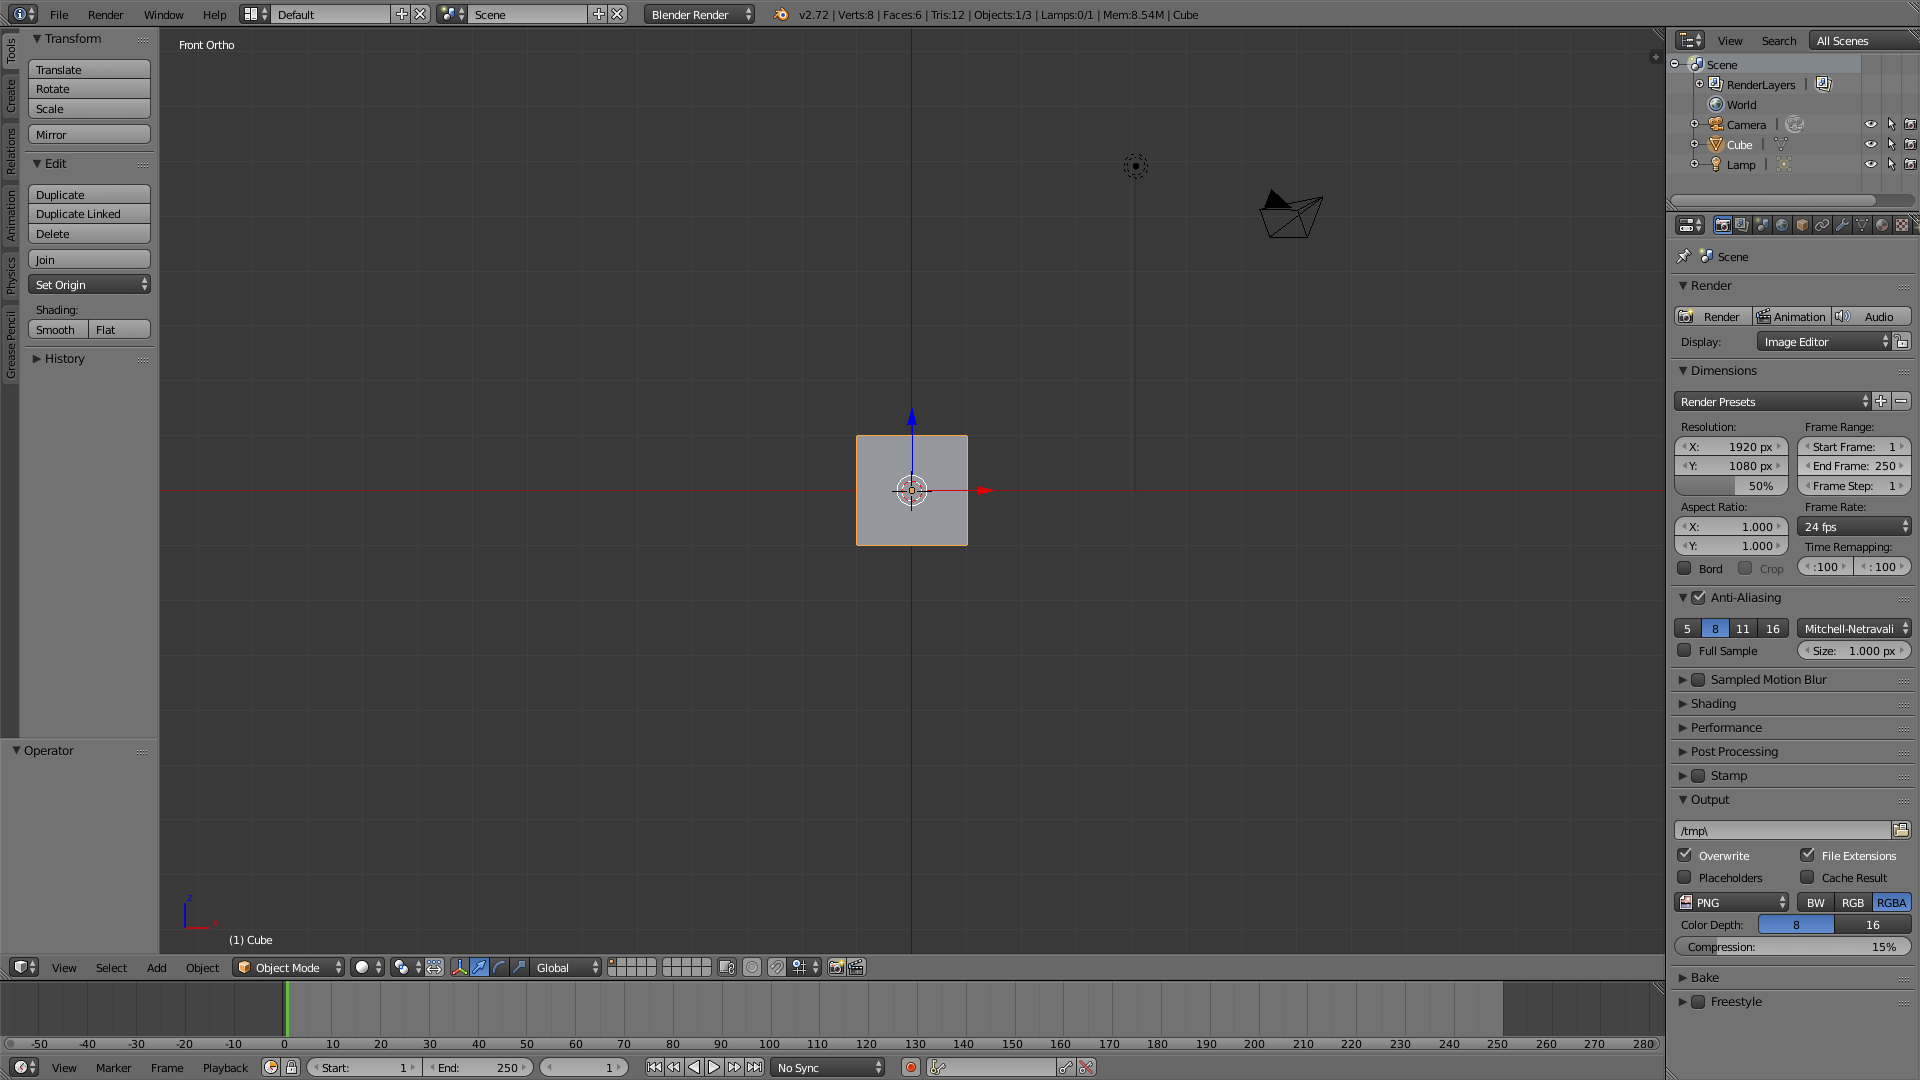 File Render Window Help Default Scene Blender Render v2.72 | Verts:8 | Faces:6 | Tris:12 | Objects:1/3 | Lamps:0/1 | Mem:8.54M | Cube
Tools
Create
Relations
Animation
Physics
Grease Pencil
Transform
Translate
Rotate
Scale
Mirror
Edit
Duplicate
Duplicate Linked
Delete
Join
Set Origin
Shading:
Smooth Flat
History
Operator
Front Ortho
z
x
(1) Cube
View Select Add Object Object Mode Global
-50 -40 -30 -20 -10 0 10 20 30 40 50 60 70 80 90 100 110 120 130 140 150 160 170 180 190 200 210 220 230 240 250 260 270 280
View Marker Frame Playback Start: 1 End: 250 1 No Sync
View Search All Scenes
Scene
RenderLayers |
World
Camera |
Cube |
Lamp |
Scene
Render
Render Animation Audio
Display: Image Editor
Dimensions
Render Presets
Resolution: Frame Range:
X: 1920 px Start Frame: 1
Y: 1080 px End Frame: 250
50% Frame Step: 1
Aspect Ratio: Frame Rate:
X: 1.000 24 fps
Y: 1.000 Time Remapping:
Bord Crop :100 : 100
Anti-Aliasing
5 8 11 16 Mitchell-Netravali
Full Sample Size: 1.000 px
Sampled Motion Blur
Shading
Performance
Post Processing
Stamp
Output
/tmp\
Overwrite File Extensions
Placeholders Cache Result
PNG BW RGB RGBA
Color Depth: 8 16
Compression: 15%
Bake
Freestyle